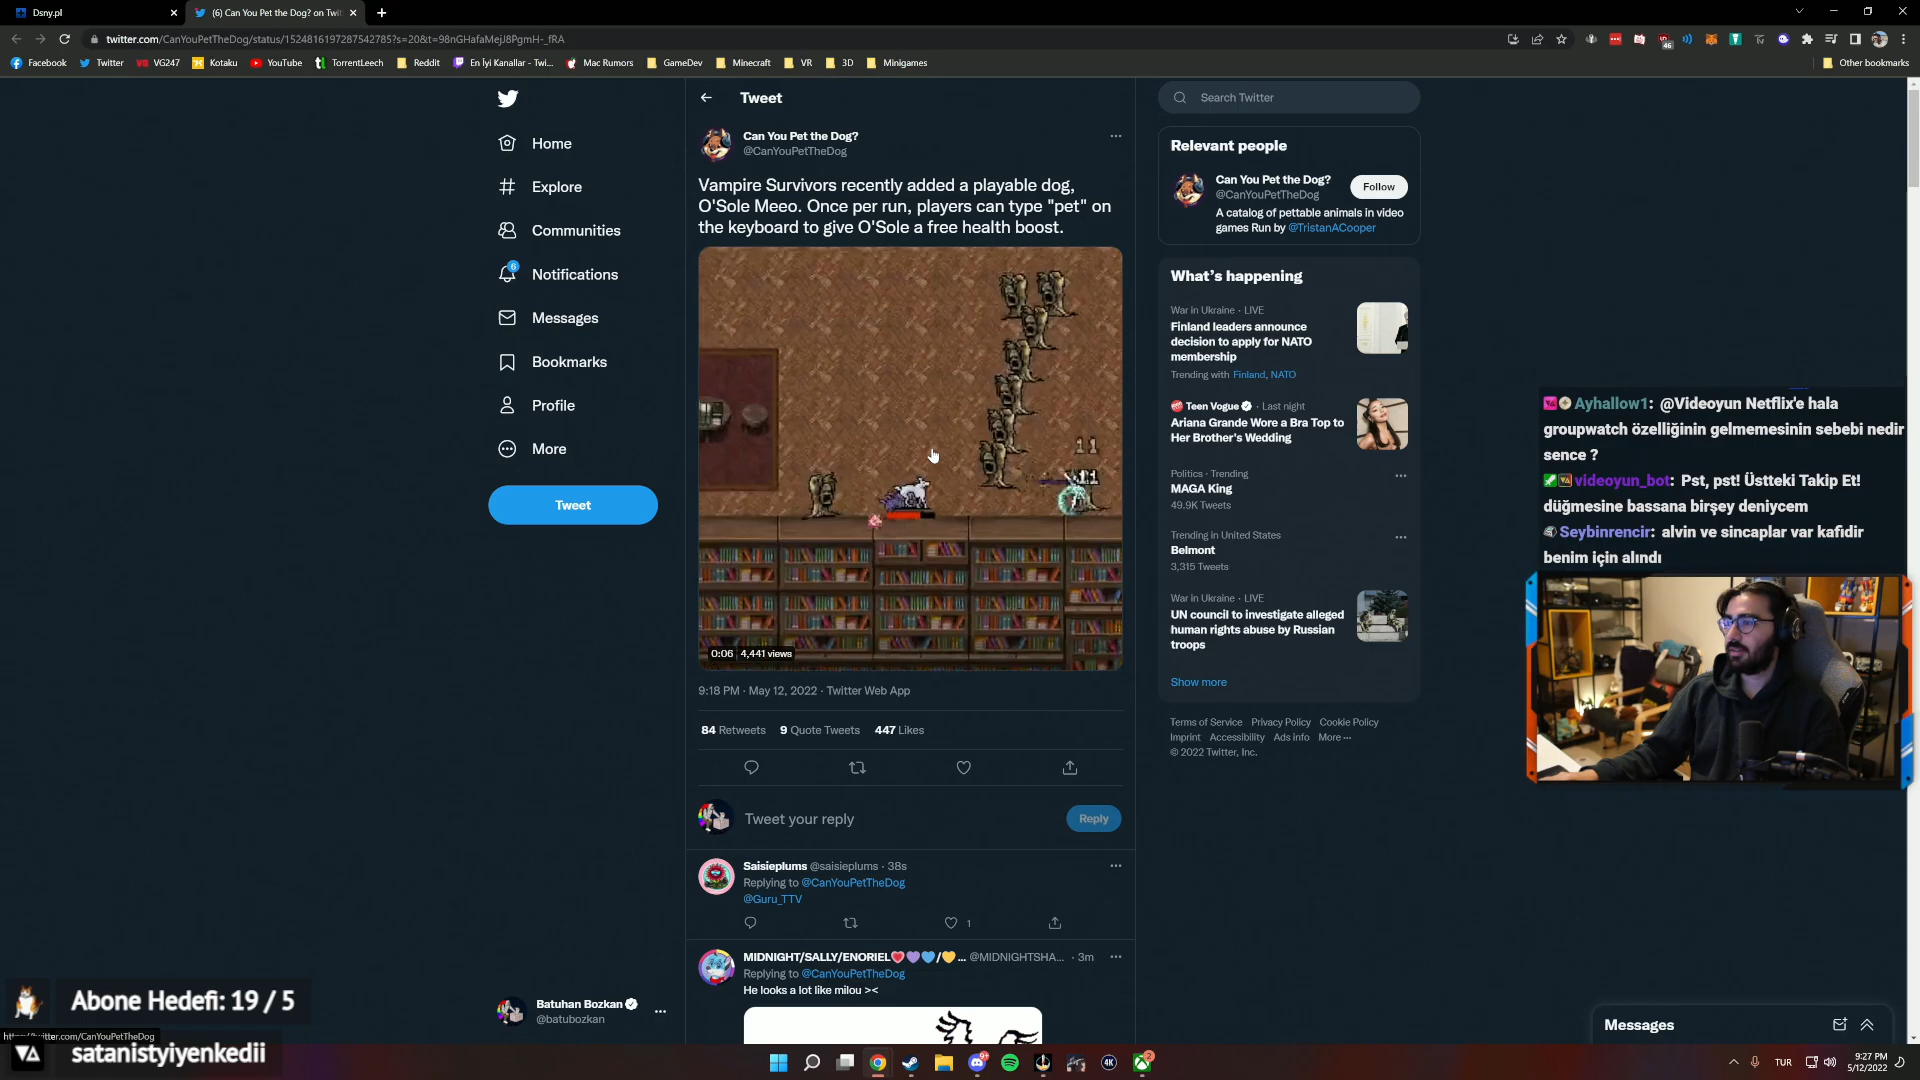 Dsny.pl
(6) Can You Pet the Dog? on Twit
twitter.com/CanYouPetTheDog/status/1524816197287542785?s=20&t=98nGHafaMejJ8PgmH-_fRA
Facebook
Twitter
VG247
Kotaku
YouTube
TorrentLeech
Reddit
En İyi Kanallar - Twi...
Mac Rumors
GameDev
Minecraft
VR
3D
Minigames
Other bookmarks
Home
Explore
Communities
6
Notifications
Messages
Bookmarks
Profile
More
Tweet
Batuhan Bozkan
@batubozkan
Tweet
Can You Pet the Dog?
@CanYouPetTheDog
Vampire Survivors recently added a playable dog,
O'Sole Meeo. Once per run, players can type "pet" on
the keyboard to give O'Sole a free health boost.
11
0:06 4,441 views
9:18 PM · May 12, 2022 · Twitter Web App
84 Retweets 9 Quote Tweets 447 Likes
Tweet your reply
Reply
Saisieplums @saisieplums · 38s
Replying to @CanYouPetTheDog
@Guru_TTV
1
MIDNIGHT/SALLY/ENORIEL❤️💜💙/💛... @MIDNIGHTSHA... · 3m
Replying to @CanYouPetTheDog
He looks a lot like milou ><
Search Twitter
Relevant people
Can You Pet the Dog?
@CanYouPetTheDog
Follow
A catalog of pettable animals in video
games Run by @TristanACooper
What's happening
War in Ukraine · LIVE
Finland leaders announce
decision to apply for NATO
membership
Trending with Finland, NATO
Teen Vogue · Last night
Ariana Grande Wore a Bra Top to
Her Brother's Wedding
Politics · Trending
MAGA King
49.9K Tweets
Trending in United States
Belmont
3,315 Tweets
War in Ukraine · LIVE
UN council to investigate alleged
human rights abuse by Russian
troops
Show more
Terms of Service Privacy Policy Cookie Policy
Imprint Accessibility Ads info More ···
© 2022 Twitter, Inc.
Ayhallow1: @Videoyun Netflix'e hala
groupwatch özelliğinin gelmemesinin sebebi nedir
sence ?
videoyun_bot: Pst, pst! Üstteki Takip Et!
düğmesine bassana birşey deniycem
Seybinrencir: alvin ve sincaplar var kafidir
benim için alındı
Messages
Abone Hedefi: 19 / 5
https://twitter.com/CanYouPetTheDog
satanistyiyenkedii
9+
4K
2
TUR
9:27 PM
5/12/2022